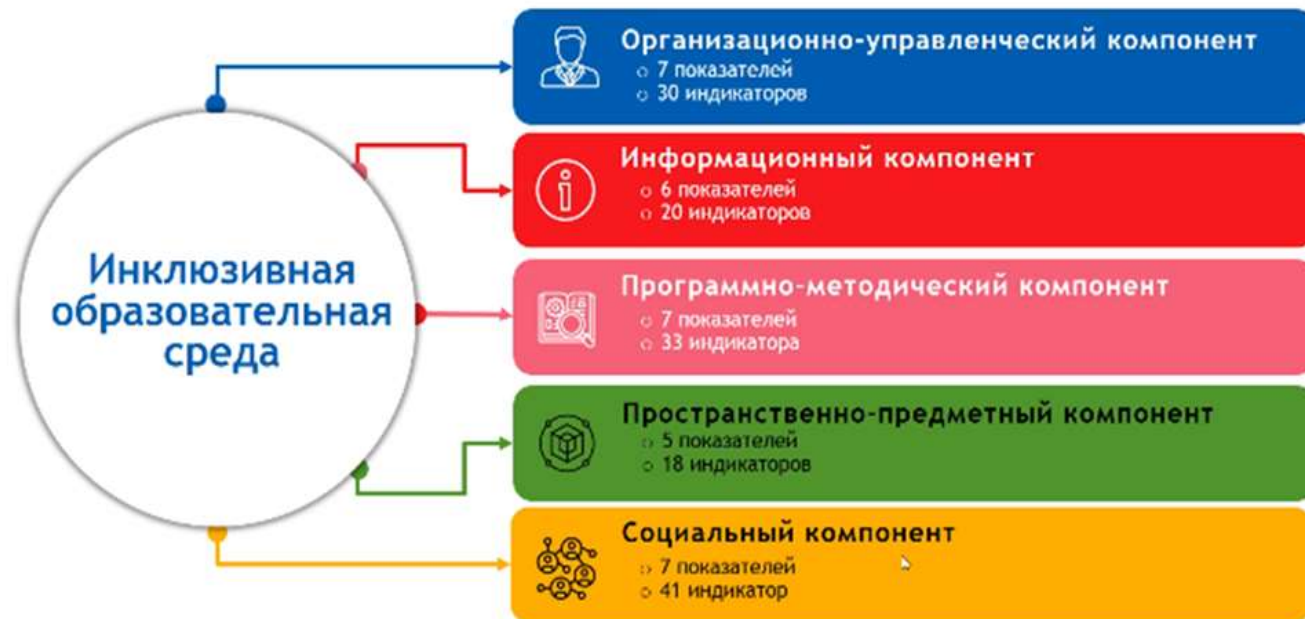 Инклюзивная
образовательная
среда
Организационно-управленческий компонент
○ 7 показателей
○ 30 индикаторов
Информационный компонент
○ 6 показателей
○ 20 индикаторов
Программно-методический компонент
○ 7 показателей
○ 33 индикатора
Пространственно-предметный компонент
○ 5 показателей
○ 18 индикаторов
Социальный компонент
○ 7 показателей
○ 41 индикатор